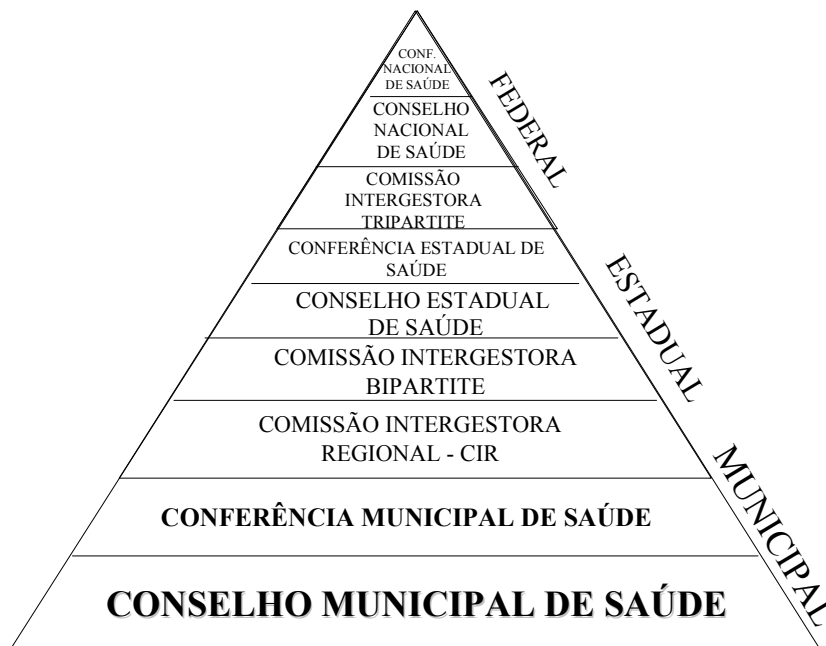 CONF.
NACIONAL
DE SAÚDE
CONSELHO
NACIONAL
DE SAÚDE
COMISSÃO
INTERGESTORA
TRIPARTITE
CONFERÊNCIA ESTADUAL DE
SAÚDE
CONSELHO ESTADUAL
DE SAÚDE
COMISSÃO INTERGESTORA
BIPARTITE
COMISSÃO INTERGESTORA
REGIONAL - CIR
CONFERÊNCIA MUNICIPAL DE SAÚDE
CONSELHO MUNICIPAL DE SAÚDE
FEDERAL
ESTADUAL
MUNICIPAL